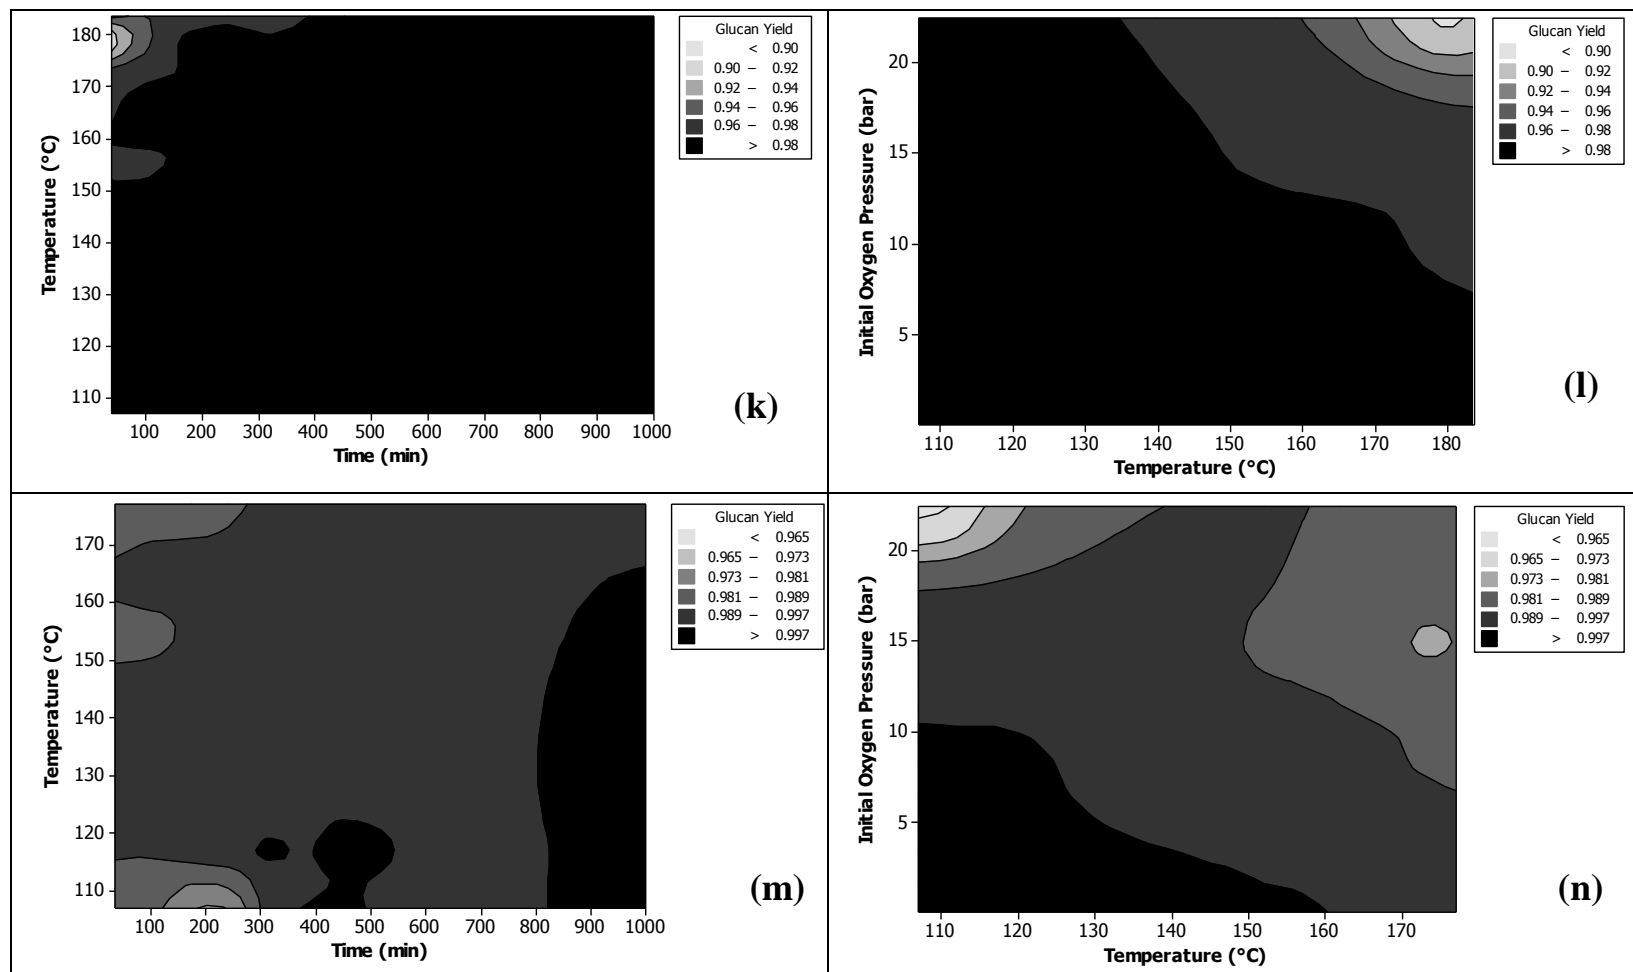 180
170
160
150
140
130
120
110
Temperature (°C)
100 200 300 400 500 600 700 800 900 1000
Time (min)
Glucan Yield
< 0.90
0.90 – 0.92
0.92 – 0.94
0.94 – 0.96
0.96 – 0.98
> 0.98
(k)
20
15
10
5
Initial Oxygen Pressure (bar)
110 120 130 140 150 160 170 180
Temperature (°C)
Glucan Yield
< 0.90
0.90 – 0.92
0.92 – 0.94
0.94 – 0.96
0.96 – 0.98
> 0.98
(l)
170
160
150
140
130
120
110
Temperature (°C)
100 200 300 400 500 600 700 800 900 1000
Time (min)
Glucan Yield
< 0.965
0.965 – 0.973
0.973 – 0.981
0.981 – 0.989
0.989 – 0.997
> 0.997
(m)
20
15
10
5
Initial Oxygen Pressure (bar)
110 120 130 140 150 160 170
Temperature (°C)
Glucan Yield
< 0.965
0.965 – 0.973
0.973 – 0.981
0.981 – 0.989
0.989 – 0.997
> 0.997
(n)